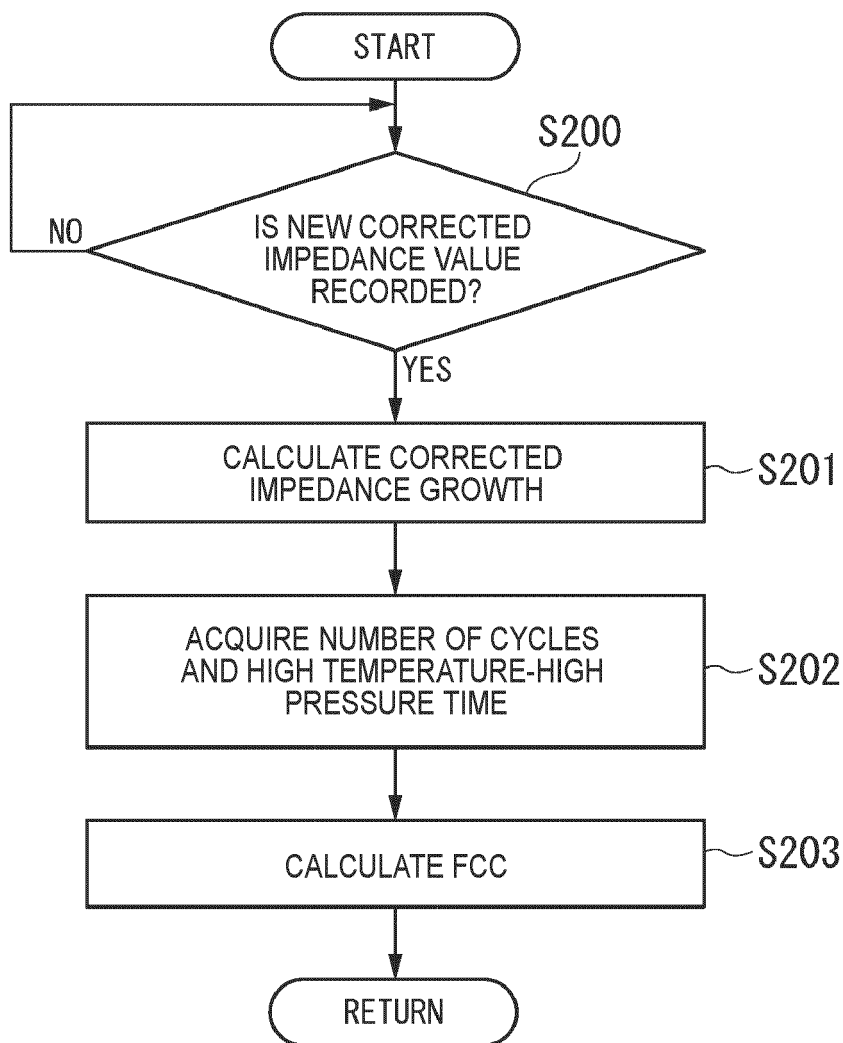 START
S200
IS NEW CORRECTED
IMPEDANCE VALUE
RECORDED?
NO
YES
CALCULATE CORRECTED
IMPEDANCE GROWTH
S201
ACQUIRE NUMBER OF CYCLES
AND HIGH TEMPERATURE-HIGH
PRESSURE TIME
S202
CALCULATE FCC
S203
RETURN